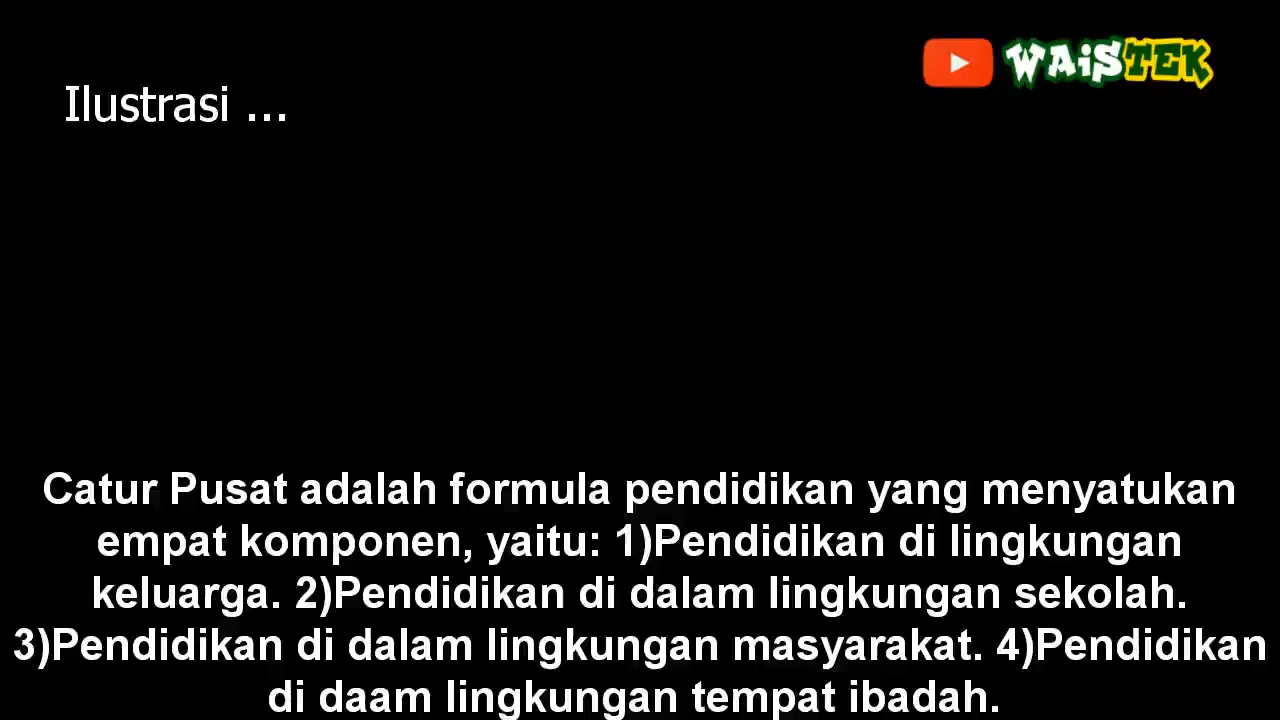 WAISTEK
Ilustrasi ...
Catur Pusat adalah formula pendidikan yang menyatukan
empat komponen, yaitu: 1)Pendidikan di lingkungan
keluarga. 2)Pendidikan di dalam lingkungan sekolah.
3)Pendidikan di dalam lingkungan masyarakat. 4)Pendidikan
di daam lingkungan tempat ibadah.